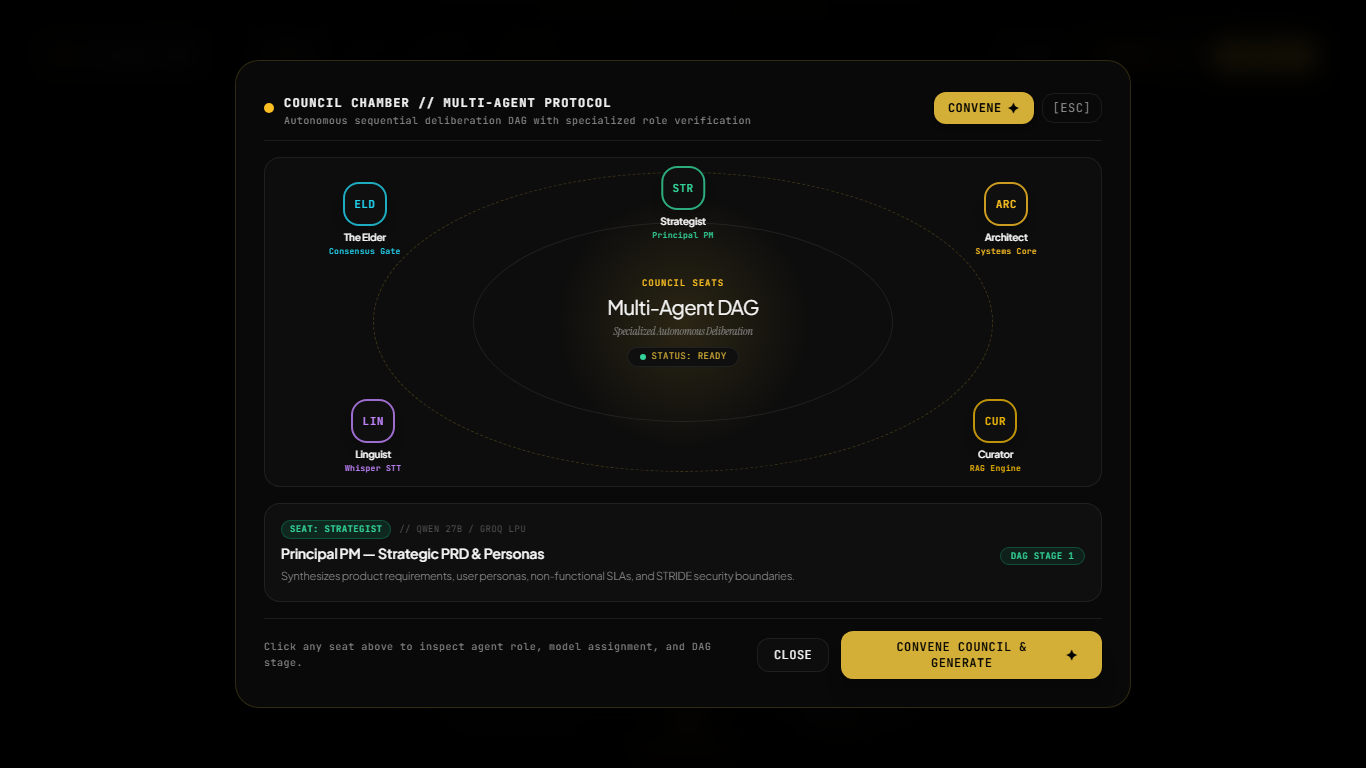 COUNCIL CHAMBER // MULTI-AGENT PROTOCOL
Autonomous sequential deliberation DAG with specialized role verification
CONVENE ✦
[ESC]
STR
Strategist
Principal PM
ELD
The Elder
Consensus Gate
ARC
Architect
Systems Core
COUNCIL SEATS
Multi-Agent DAG
Specialized Autonomous Deliberation
STATUS: READY
LIN
Linguist
Whisper STT
CUR
Curator
RAG Engine
SEAT: STRATEGIST // QWEN 27B / GROQ LPU
Principal PM — Strategic PRD & Personas
Synthesizes product requirements, user personas, non-functional SLAs, and STRIDE security boundaries.
DAG STAGE 1
Click any seat above to inspect agent role, model assignment, and DAG
stage.
CLOSE
CONVENE COUNCIL &
GENERATE ✦